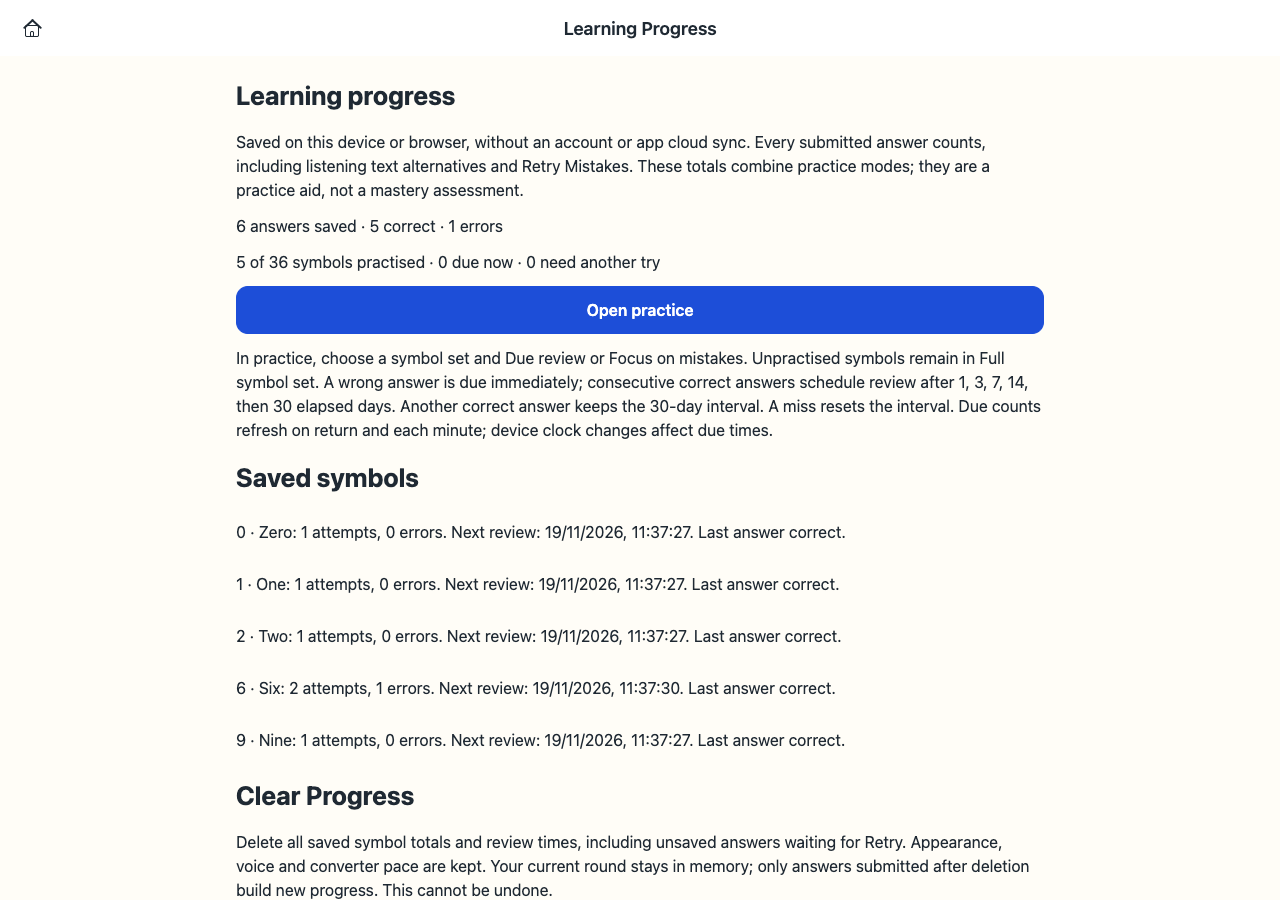 Learning Progress
Learning progress
Saved on this device or browser, without an account or app cloud sync. Every submitted answer counts,
including listening text alternatives and Retry Mistakes. These totals combine practice modes; they are a
practice aid, not a mastery assessment.
6 answers saved · 5 correct · 1 errors
5 of 36 symbols practised · 0 due now · 0 need another try
Open practice
In practice, choose a symbol set and Due review or Focus on mistakes. Unpractised symbols remain in Full
symbol set. A wrong answer is due immediately; consecutive correct answers schedule review after 1, 3, 7, 14,
then 30 elapsed days. Another correct answer keeps the 30-day interval. A miss resets the interval. Due counts
refresh on return and each minute; device clock changes affect due times.
Saved symbols
0 · Zero: 1 attempts, 0 errors. Next review: 19/11/2026, 11:37:27. Last answer correct.
1 · One: 1 attempts, 0 errors. Next review: 19/11/2026, 11:37:27. Last answer correct.
2 · Two: 1 attempts, 0 errors. Next review: 19/11/2026, 11:37:27. Last answer correct.
6 · Six: 2 attempts, 1 errors. Next review: 19/11/2026, 11:37:30. Last answer correct.
9 · Nine: 1 attempts, 0 errors. Next review: 19/11/2026, 11:37:27. Last answer correct.
Clear Progress
Delete all saved symbol totals and review times, including unsaved answers waiting for Retry. Appearance,
voice and converter pace are kept. Your current round stays in memory; only answers submitted after deletion
build new progress. This cannot be undone.